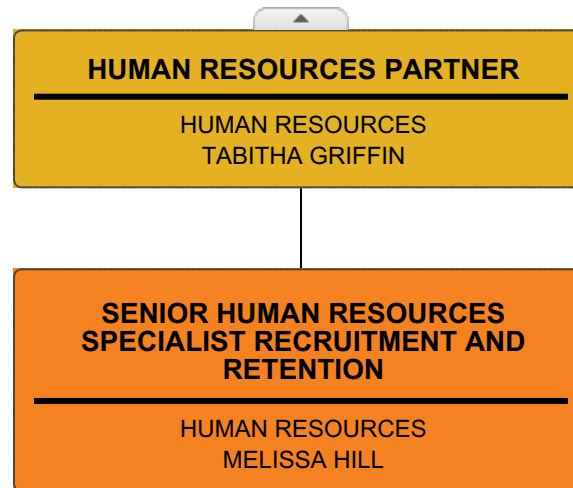 HUMAN RESOURCES PARTNER
HUMAN RESOURCES
TABITHA GRIFFIN
SENIOR HUMAN RESOURCES
SPECIALIST RECRUITMENT AND
RETENTION
HUMAN RESOURCES
MELISSA HILL